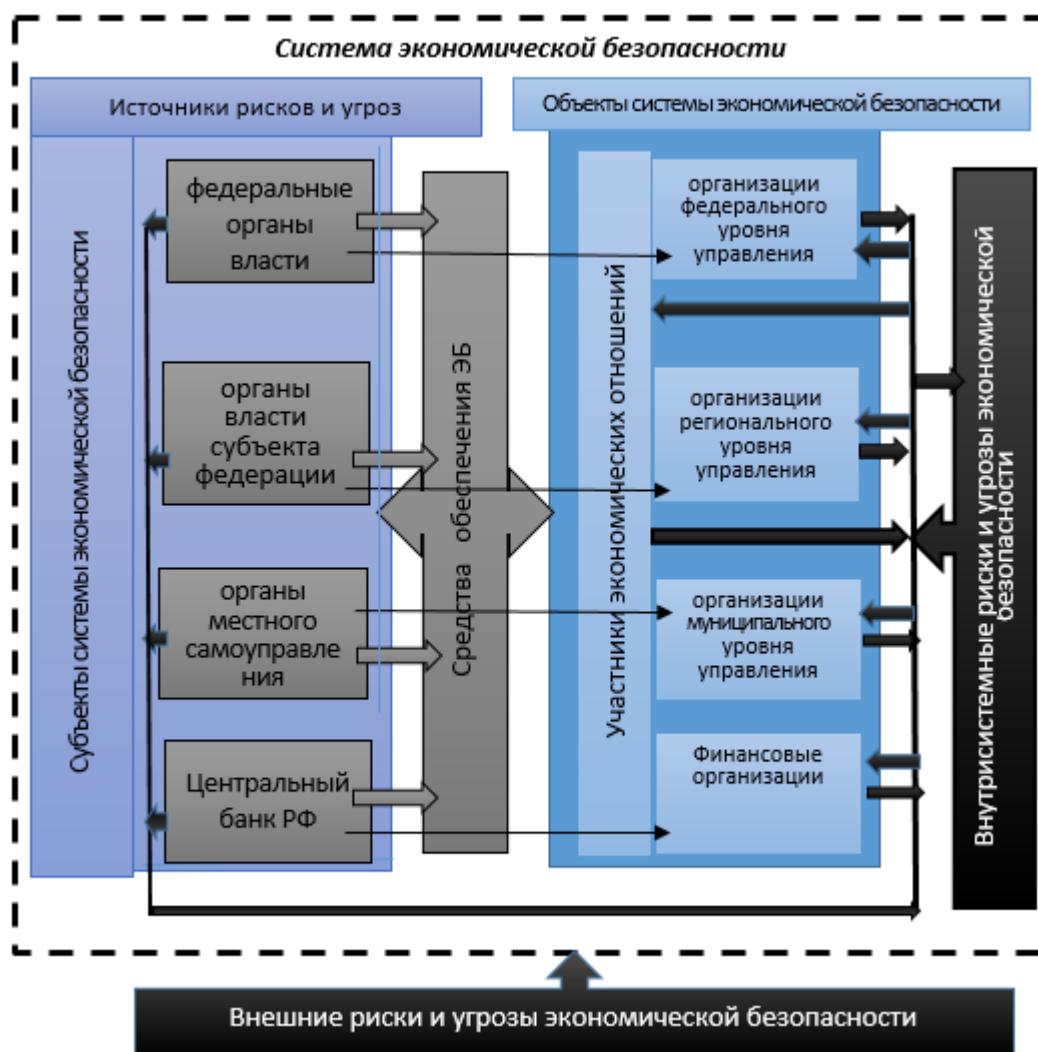 Система экономической безопасности
Источники рисков и угроз
Объекты системы экономической безопасности
Субъекты системы экономической безопасности
федеральные
органы
власти
органы
власти
субъекта
федерации
органы
местного
самоуправле
ния
Центральный
банк РФ
Средства обеспечения ЭБ
Участники экономических отношений
организации
федерального
уровня
управления
организации
регионального
уровня
управления
организации
муниципального
уровня
управления
Финансовые
организации
Внутрисистемные риски и угрозы экономической
безопасности
Внешние риски и угрозы экономической безопасности